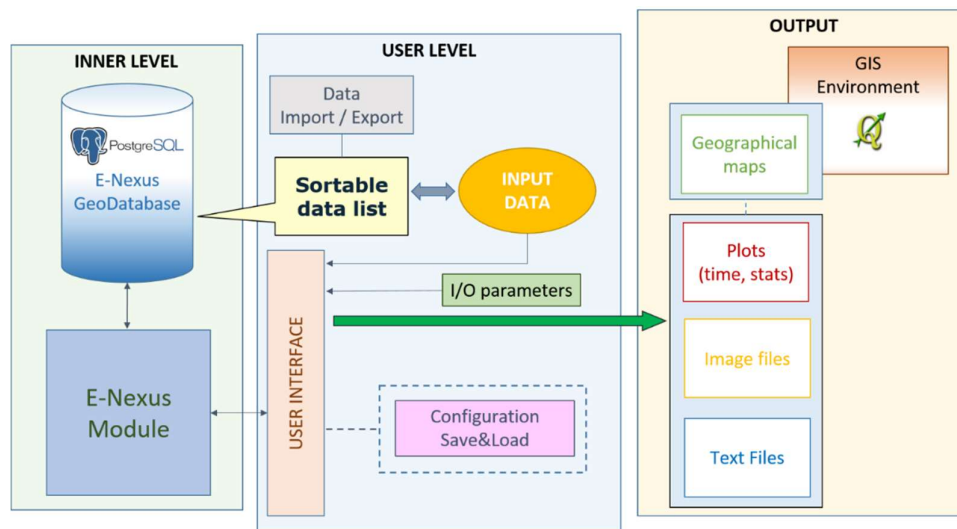 INNER LEVEL
PostgreSQL
E-Nexus
GeoDatabase
E-Nexus
Module
USER LEVEL
Data
Import / Export
Sortable
data list
INPUT
DATA
I/O parameters
USER INTERFACE
Configuration
Save&Load
OUTPUT
GIS
Environment
Geographical
maps
Plots
(time, stats)
Image files
Text Files